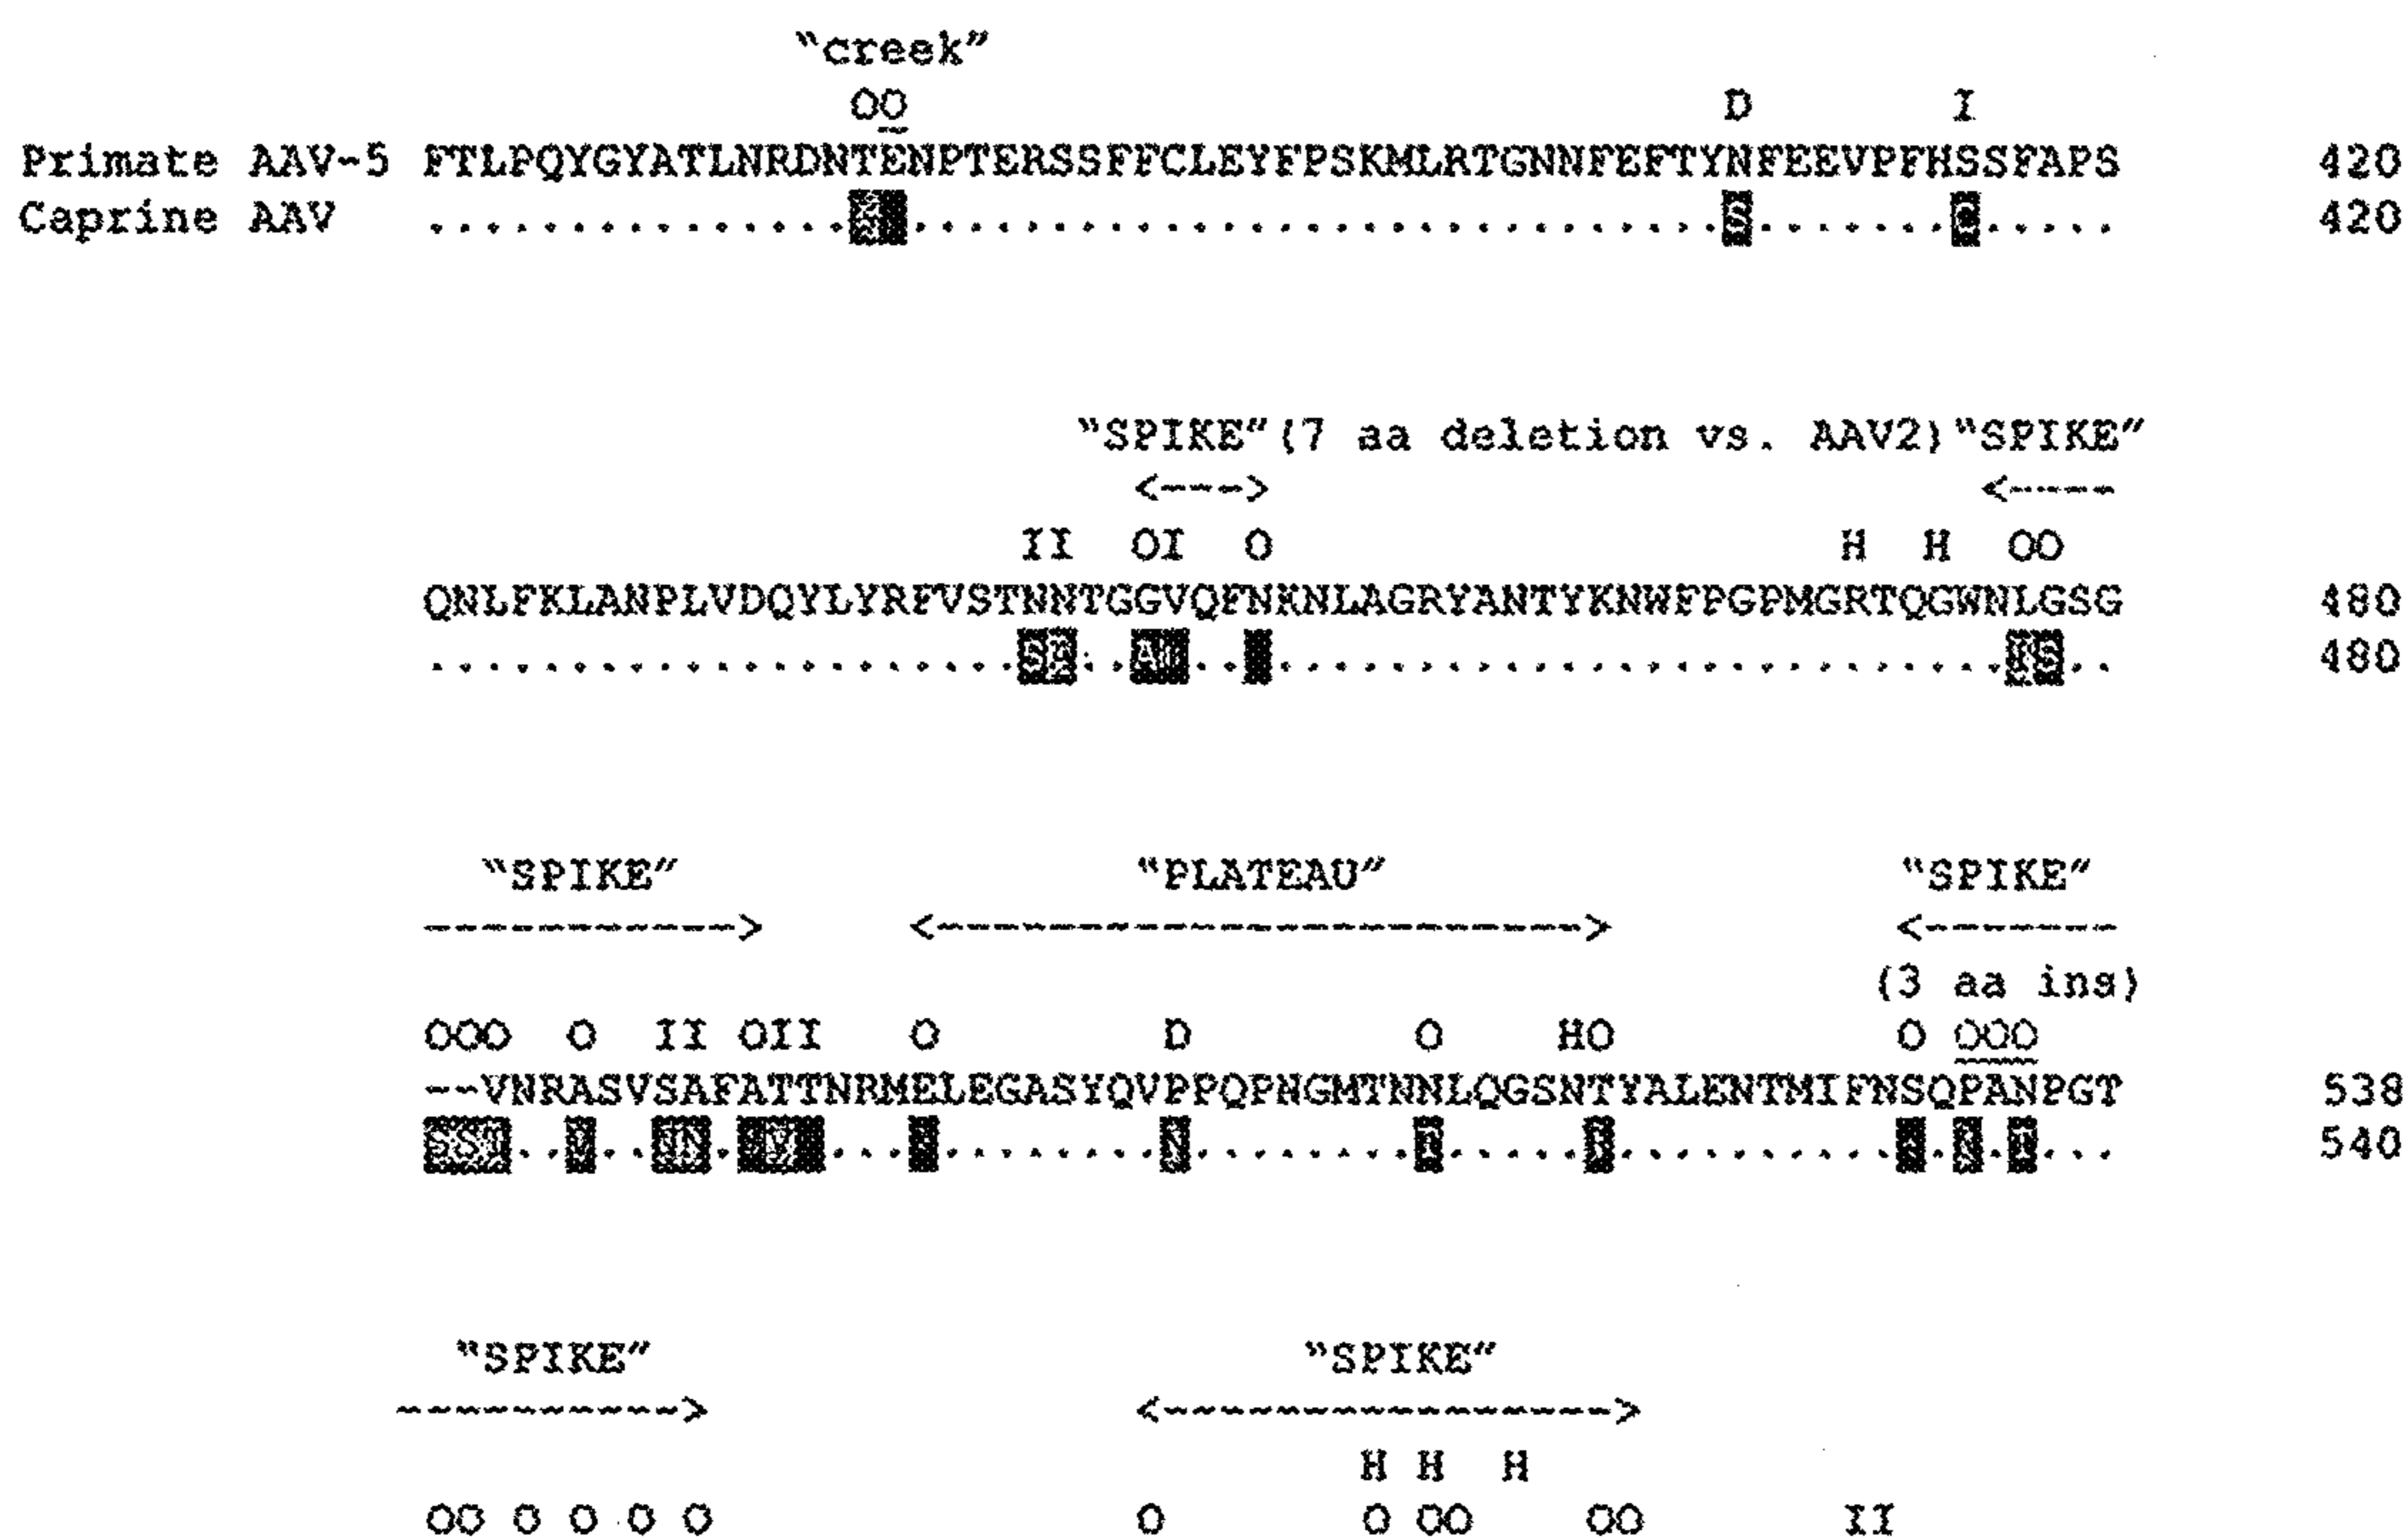 "creek"
OO D I
Primate AAV-5 FTLPQYGYATLNRDNTENPTERSSFFCLEYFPSKMLRTGNNFEFTYNFEEVPFHSSFAPS 420
Caprine AAV ............... ............................. S ....... ..... 420
"SPIKE"(7 aa deletion vs. AAV2)"SPIKE"
<---> <-----
II OI O H H OO
QNLFKLANPLVDQYLYRFVSTNNTGGVQFNKNLAGRYANTYKNWFPGPMGRTQGWNLGSG 480
..................... .. A .. .......................... S.. 480
"SPIKE" "PLATEAU" "SPIKE"
-----------> <-----------------------> <-------
(3 aa ins)
OOO O II OII O D O HO O OOO
--VNRASVSAFATTNRMELEGASYQVPPQPNGMTNNLQGSNTYALENTMIFNSQPANPGT 538
SS .. .. N. V ... ........ N........ ..... .......... . . ... 540
"SPIKE" "SPIKE"
----------> <---------------->
H H H
OO O O O O O O OO OO II